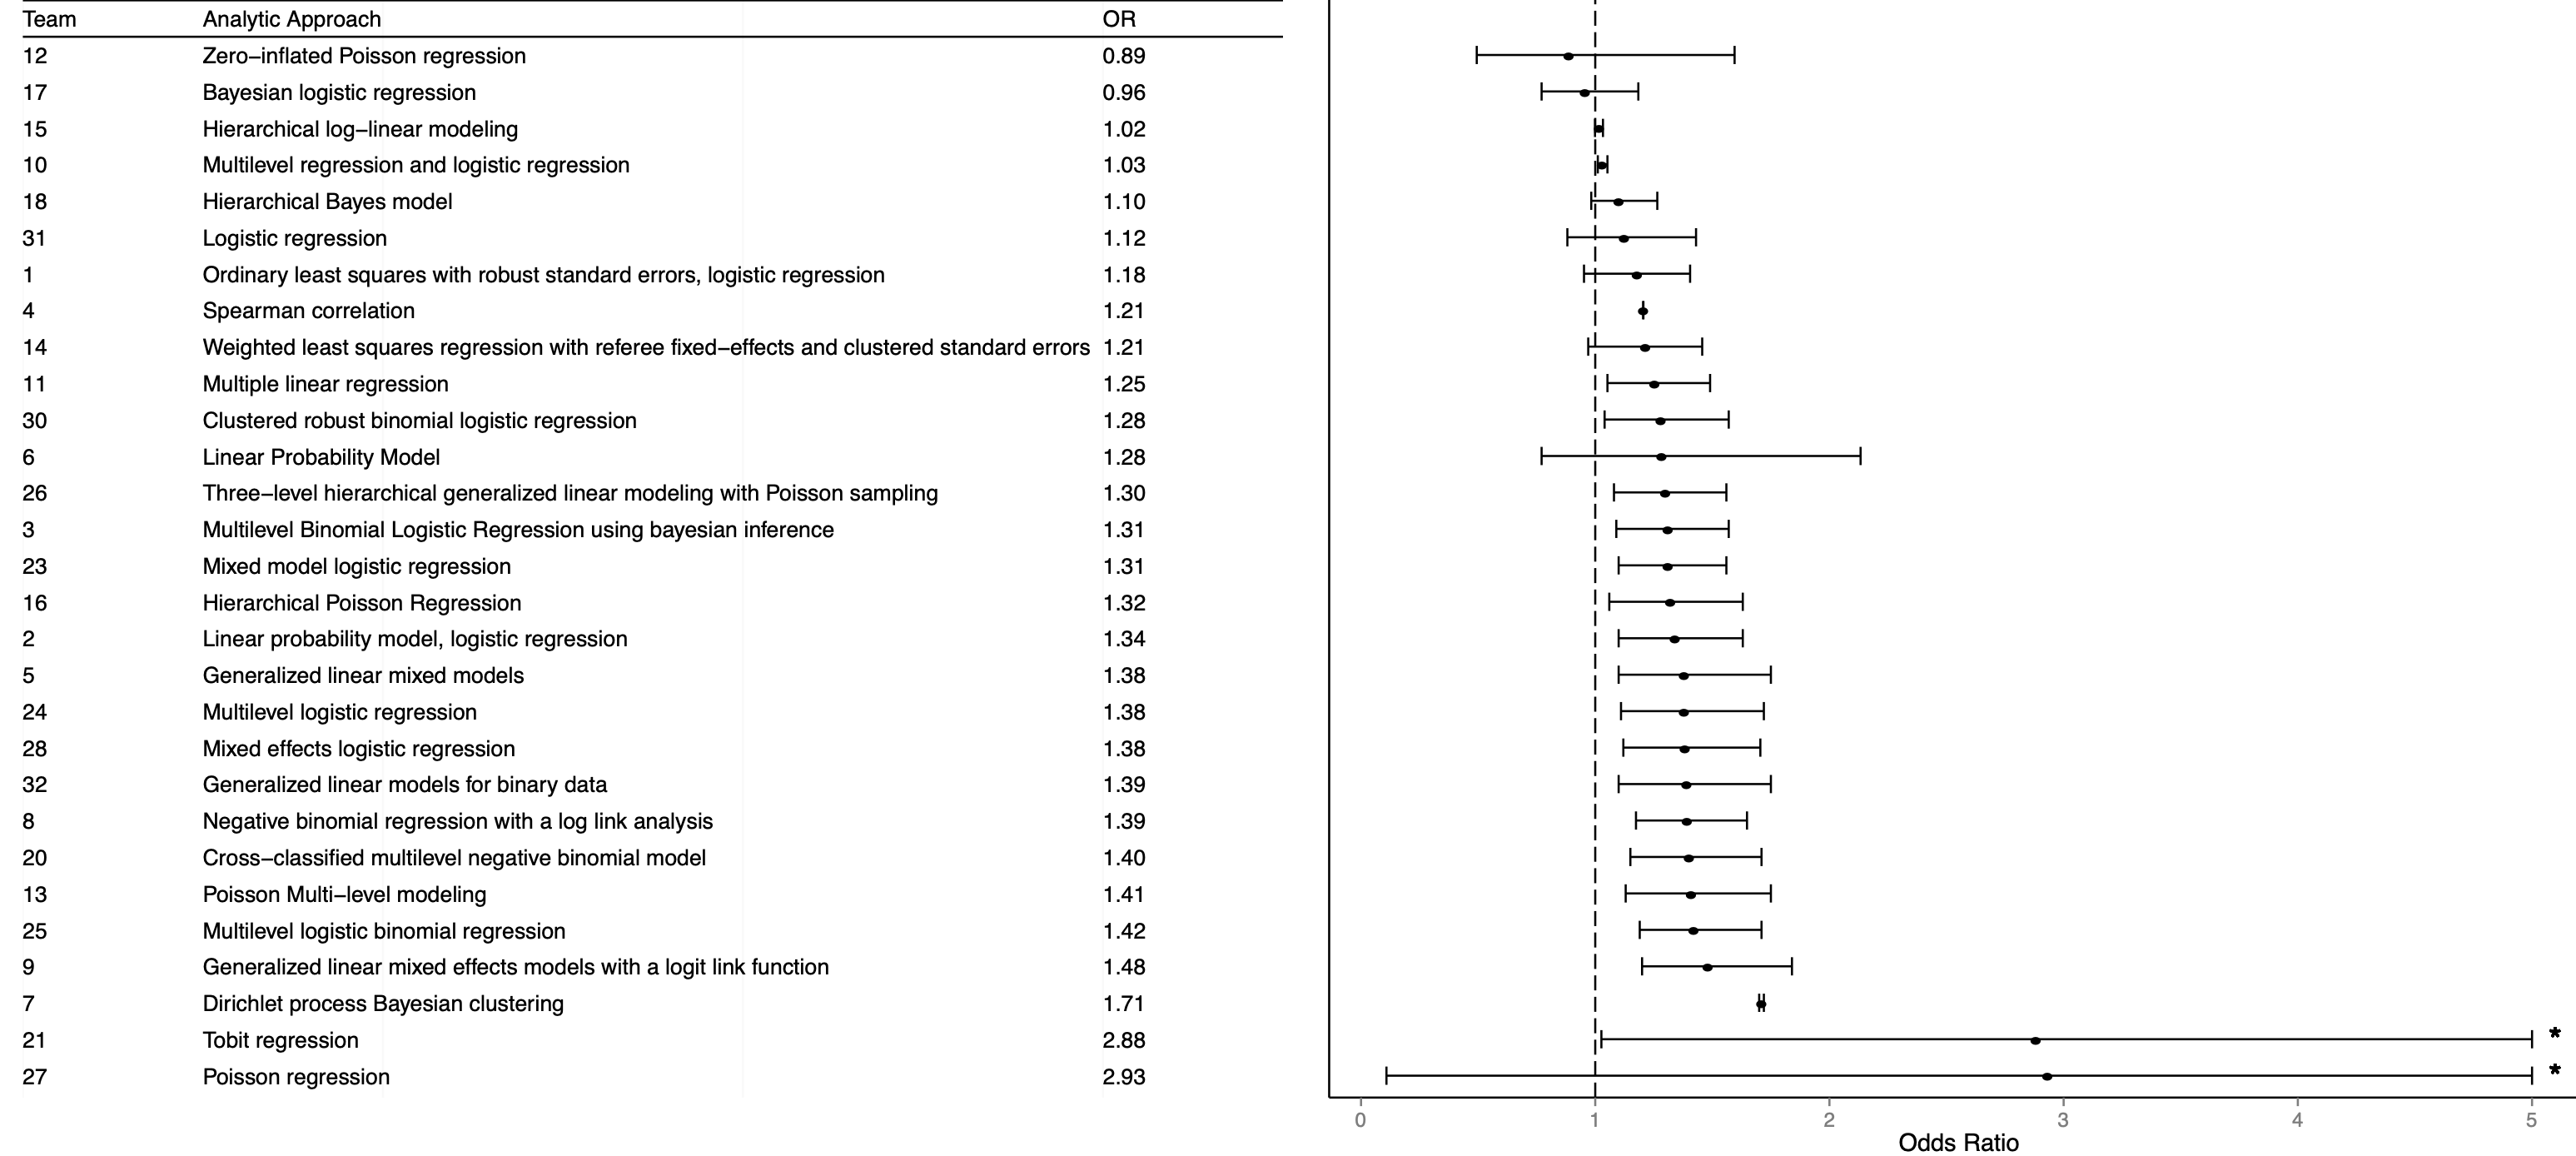 Team Analytic Approach OR
12 Zero−inflated Poisson regression 0.89
17 Bayesian logistic regression 0.96
15 Hierarchical log−linear modeling 1.02
10 Multilevel regression and logistic regression 1.03
18 Hierarchical Bayes model 1.10
31 Logistic regression 1.12
1 Ordinary least squares with robust standard errors, logistic regression 1.18
4 Spearman correlation 1.21
14 Weighted least squares regression with referee fixed−effects and clustered standard errors 1.21
11 Multiple linear regression 1.25
30 Clustered robust binomial logistic regression 1.28
6 Linear Probability Model 1.28
26 Three−level hierarchical generalized linear modeling with Poisson sampling 1.30
3 Multilevel Binomial Logistic Regression using bayesian inference 1.31
23 Mixed model logistic regression 1.31
16 Hierarchical Poisson Regression 1.32
2 Linear probability model, logistic regression 1.34
5 Generalized linear mixed models 1.38
24 Multilevel logistic regression 1.38
28 Mixed effects logistic regression 1.38
32 Generalized linear models for binary data 1.39
8 Negative binomial regression with a log link analysis 1.39
20 Cross−classified multilevel negative binomial model 1.40
13 Poisson Multi−level modeling 1.41
25 Multilevel logistic binomial regression 1.42
9 Generalized linear mixed effects models with a logit link function 1.48
7 Dirichlet process Bayesian clustering 1.71
21 Tobit regression 2.88 *
27 Poisson regression 2.93 *
0 1 2 3 4 5
Odds Ratio